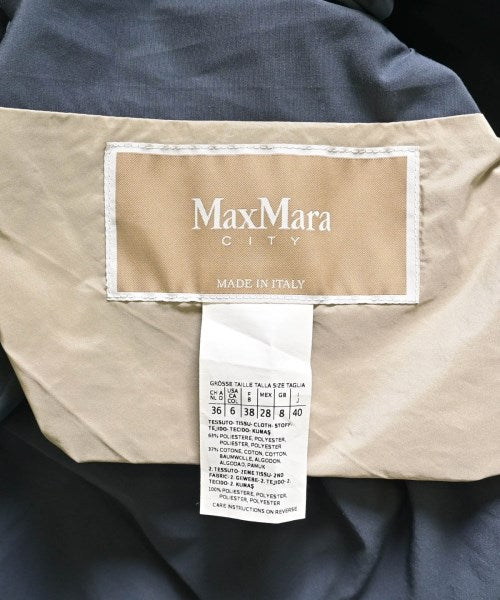 MaxMara
CITY
MADE IN ITALY
GRÖSSE TAILLE TALLA SIZE TAGLIA
CH A USA F MEX GB I
NL D CA B J
COL
36 6 38 28 8 40
TESSUTO-TISSU-CLOTH-STOFF-
TEJIDO-TECIDO-KUMAŞ
63% POLIESTERE, POLYESTER,
POLYESTER, POLYESTER
37% COTONE, COTON, COTTON,
BAUMWOLLE, ALGODON,
ALGODAO, PAMUK
2. TESSUTO-2EME TISSU-2ND
FABRIC-2. GEWEBE-2. TEJIDO-2.
TECIDO-2. KUMAŞ
100% POLIESTERE, POLYESTER,
POLYESTER, POLYESTER
CARE INSTRUCTIONS ON REVERSE